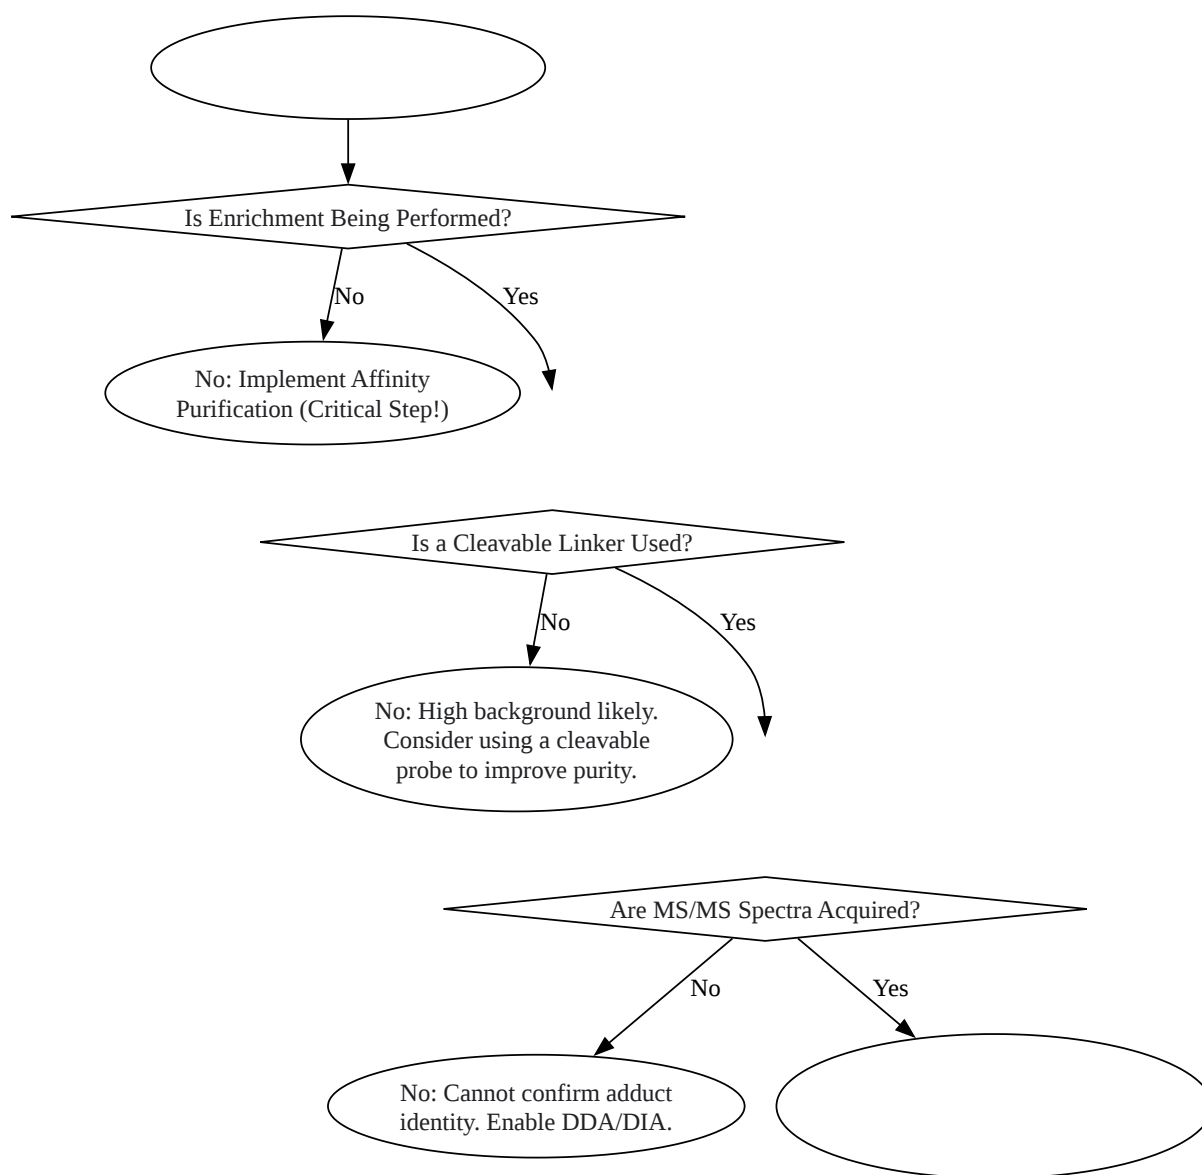 Is Enrichment Being Performed?
No
Yes
No: Implement Affinity
Purification (Critical Step!)
Is a Cleavable Linker Used?
No
Yes
No: High background likely.
Consider using a cleavable
probe to improve purity.
Are MS/MS Spectra Acquired?
No
Yes
No: Cannot confirm adduct
identity. Enable DDA/DIA.